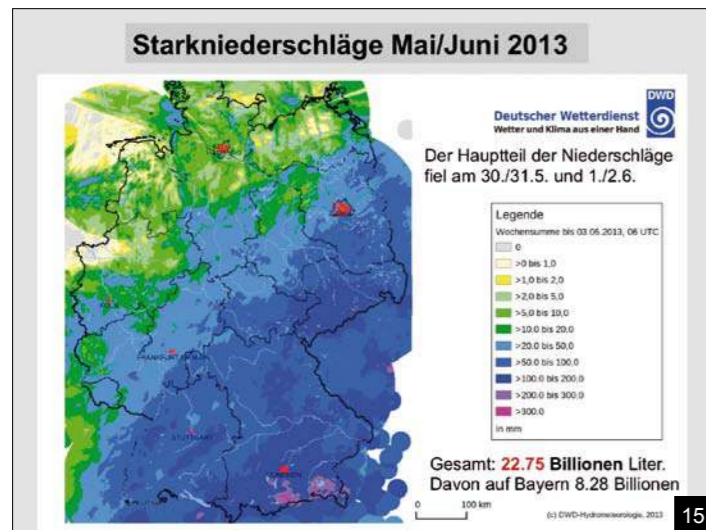 Starkniederschläge Mai/Juni 2013
DWD
Deutscher Wetterdienst
Wetter und Klima aus einer Hand
Der Hauptteil der Niederschläge
fiel am 30./31.5. und 1./2.6.
Legende
Wochensumme bis 03.06.2013, 06 UTC
0
>0 bis 1,0
>1,0 bis 2,0
>2,0 bis 5,0
>5,0 bis 10,0
>10.0 bis 20.0
>20.0 bis 50,0
>50.0 bis 100,0
>100,0 bis 200,0
>200.0 bis 300,0
>300.0
in mm
KÖLN
STUTTGART
Gesamt: 22.75 Billionen Liter.
Davon auf Bayern 8.28 Billionen
0 100 km
(c) DWD-Hydrometeorologie, 2013
15